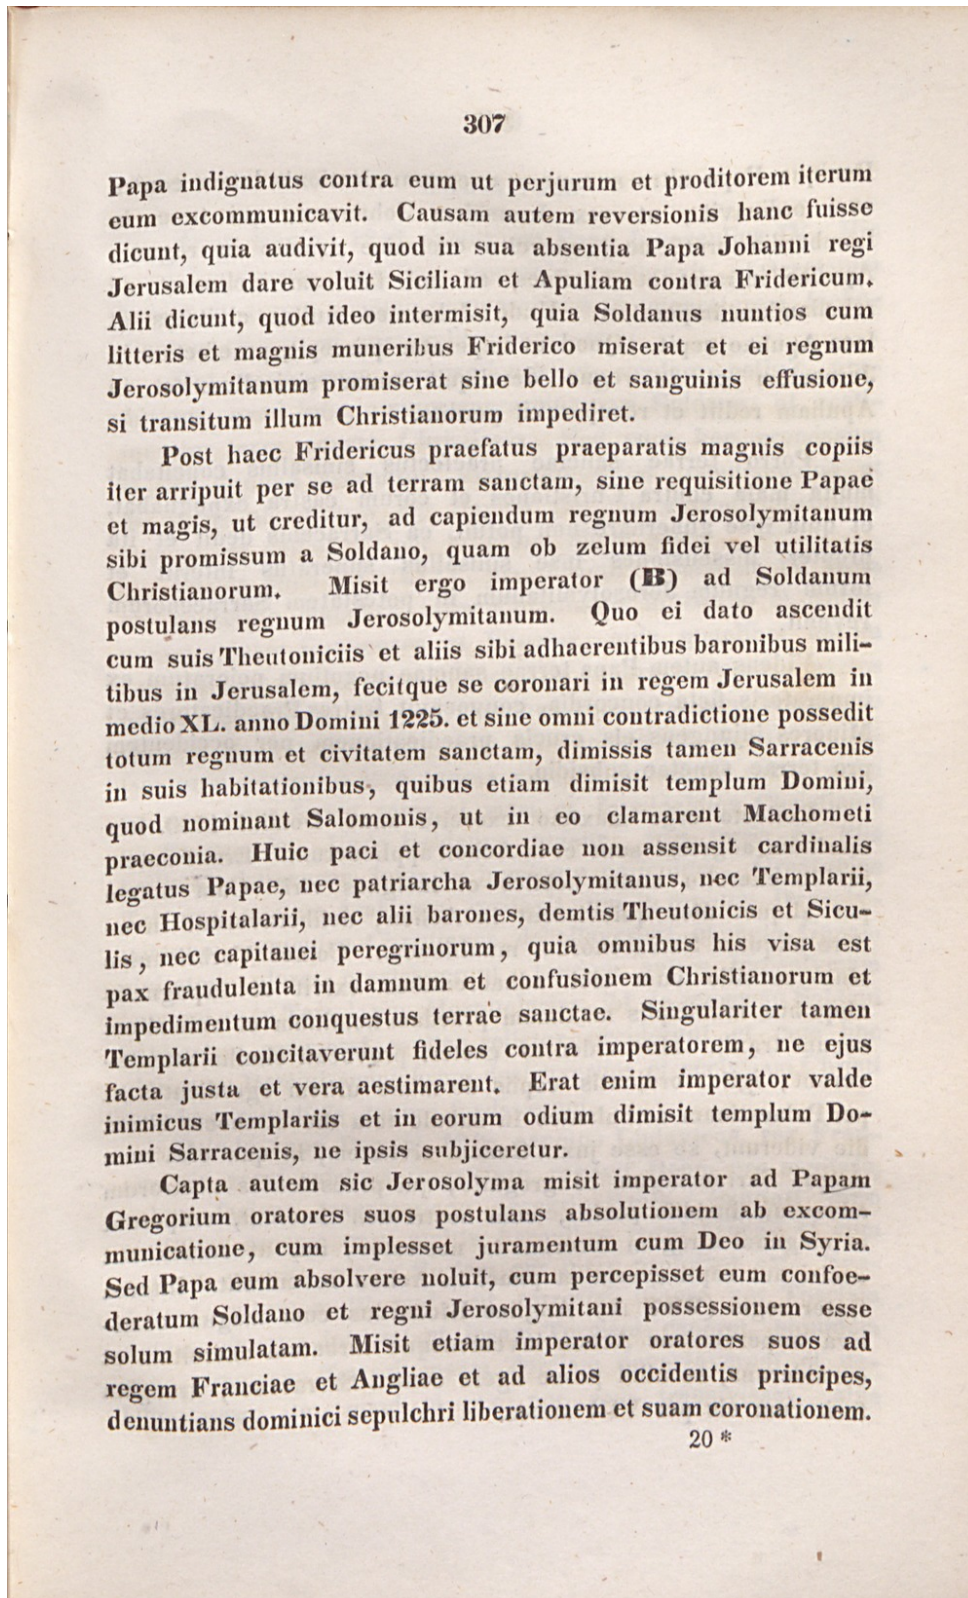 307
Papa indignatus contra eum ut perjurum et proditorem iterum
eum excommunicavit. Causam autem reversionis hanc fuisse
dicunt, quia audivit, quod in sua absentia Papa Johanni regi
Jerusalem dare voluit Siciliam et Apuliam contra Fridericum.
Alii dicunt, quod ideo intermisit, quia Soldanus nuntios cum
litteris et magnis muneribus Friderico miserat et ei regnum
Jerosolymitanum promiserat sine bello et sanguinis effusione,
si transitum illum Christianorum impediret.
Post haec Fridericus praefatus praeparatis magnis copiis
iter arripuit per se ad terram sanctam, sine requisitione Papae
et magis, ut creditur, ad capiendum regnum Jerosolymitanum
sibi promissum a Soldano, quam ob zelum fidei vel utilitatis
Christianorum. Misit ergo imperator (B) ad Soldanum
postulans regnum Jerosolymitanum. Quo ei dato ascendit
cum suis Theutoniciis et aliis sibi adhaerentibus baronibus mili-
tibus in Jerusalem, fecitque se coronari in regem Jerusalem in
medio XL. anno Domini 1225. et sine omni contradictione possedit
totum regnum et civitatem sanctam, dimissis tamen Sarracenis
in suis habitationibus, quibus etiam dimisit templum Domini,
quod nominant Salomonis, ut in eo clamarent Machometi
praeconia. Huic paci et concordiae non assensit cardinalis
legatus Papae, nec patriarcha Jerosolymitanus, nec Templarii,
nec Hospitalarii, nec alii barones, demtis Theutonicis et Sicu-
lis, nec capitanei peregrinorum, quia omnibus his visa est
pax fraudulenta in damnum et confusionem Christianorum et
impedimentum conquestus terrae sanctae. Singulariter tamen
Templarii concitaverunt fideles contra imperatorem, ne ejus
facta justa et vera aestimarent. Erat enim imperator valde
inimicus Templariis et in eorum odium dimisit templum Do-
mini Sarracenis, ne ipsis subjiceretur.
Capta autem sic Jerosolyma misit imperator ad Papam
Gregorium oratores suos postulans absolutionem ab excom-
municatione, cum implesset juramentum cum Deo in Syria.
Sed Papa eum absolvere noluit, cum percepisset eum confoe-
deratum Soldano et regni Jerosolymitani possessionem esse
solum simulatam. Misit etiam imperator oratores suos ad
regem Franciae et Angliae et ad alios occidentis principes,
denuntians dominici sepulchri liberationem et suam coronationem.
20 *